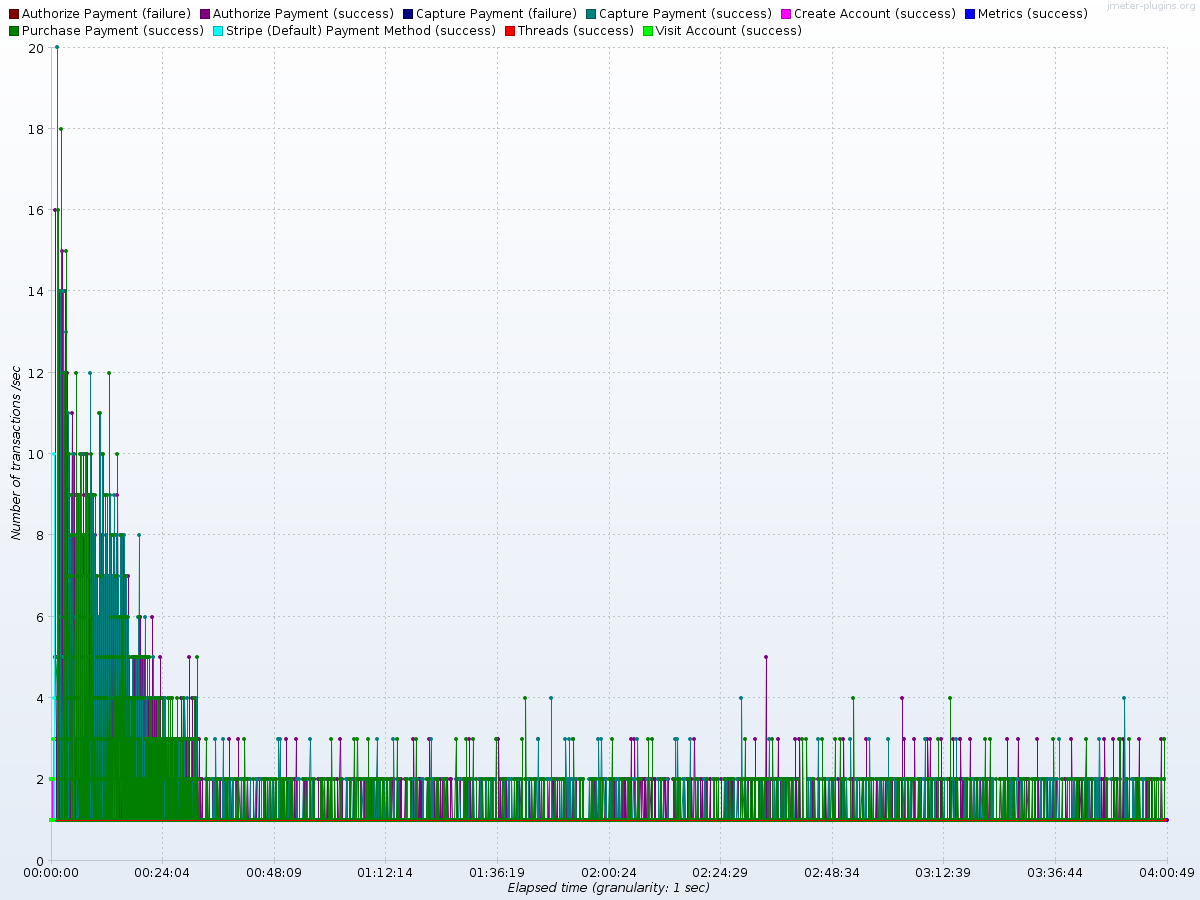 Authorize Payment (failure) Authorize Payment (success) Capture Payment (failure) Capture Payment (success) Create Account (success) Metrics (success)
jmeter-plugins.org
Purchase Payment (success) Stripe (Default) Payment Method (success) Threads (success) Visit Account (success)
20
18
16
14
12
10
8
6
4
2
0
Number of transactions /sec
00:00:00 00:24:04 00:48:09 01:12:14 01:36:19 02:00:24 02:24:29 02:48:34 03:12:39 03:36:44 04:00:49
Elapsed time (granularity: 1 sec)